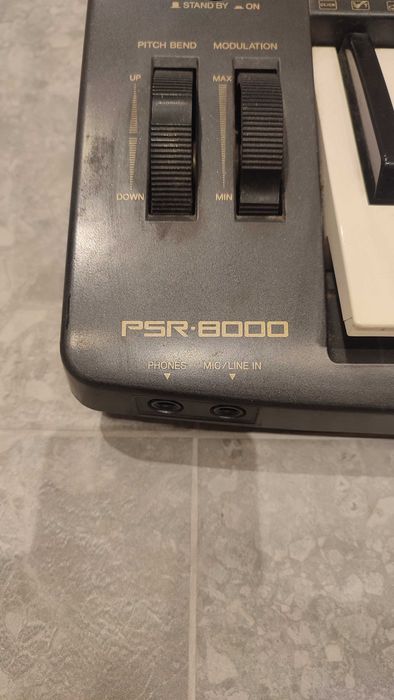 STAND BY ON
PITCH BEND MODULATION
UP MAX
DOWN MIN
PSR-8000
PHONES MIC/LINE IN